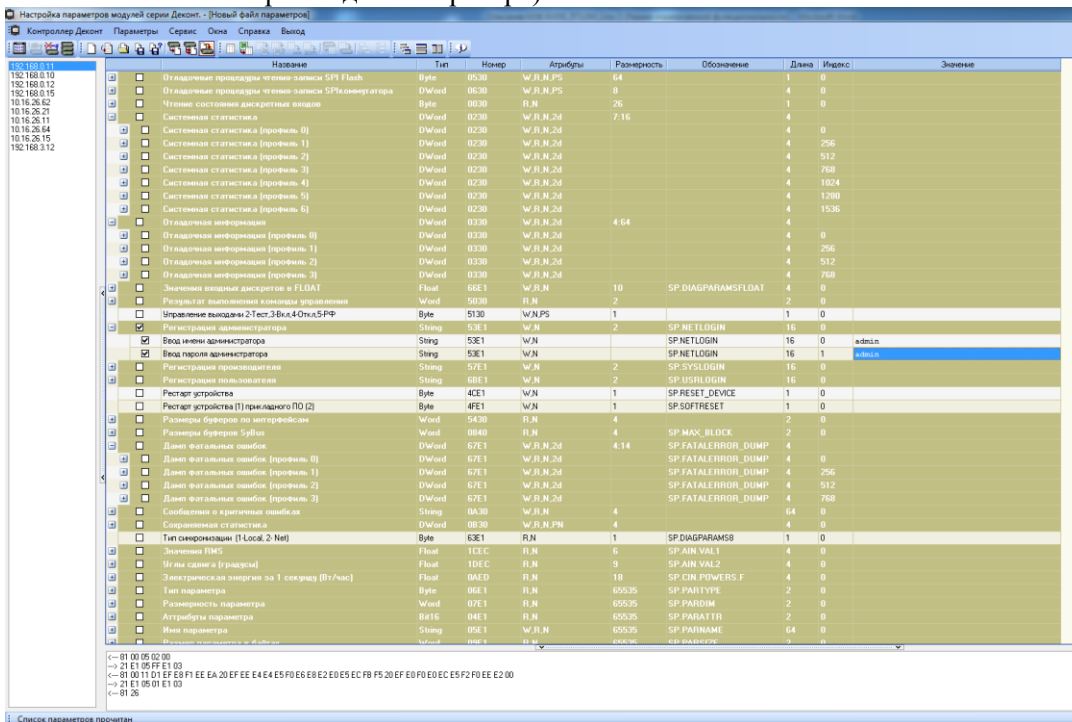 Настройка параметров модулей серии Деконт. - [Новый файл параметров]
Контроллер Деконт Параметры Сервис Окна Справка Выход
Название Тип Номер Атрибуты Размерность Обозначение Длина Индекс Значение
192.168.0.11
192.168.0.10
192.168.0.12
192.168.0.15
10.16.26.62
10.16.26.21
10.16.26.11
10.16.26.64
10.16.26.15
192.168.3.12
Отладочные процедуры чтения-записи SPI Flash Byte 0530 W,R,N,PS 64 1 0
Отладочные процедуры чтения-записи SPIкоммутатора DWord 0630 W,R,N,PS 8 4 0
Чтение состояния дискретных входов Byte 0030 R,N 26 1 0
Системная статистика DWord 0230 W,R,N,2d 7:16 4
Системная статистика (профиль 0) DWord 0230 W,R,N,2d 4 0
Системная статистика (профиль 1) DWord 0230 W,R,N,2d 4 256
Системная статистика (профиль 2) DWord 0230 W,R,N,2d 4 512
Системная статистика (профиль 3) DWord 0230 W,R,N,2d 4 768
Системная статистика (профиль 4) DWord 0230 W,R,N,2d 4 1024
Системная статистика (профиль 5) DWord 0230 W,R,N,2d 4 1280
Системная статистика (профиль 6) DWord 0230 W,R,N,2d 4 1536
Отладочная информация DWord 0330 W,R,N,2d 4:64 4
Отладочная информация (профиль 0) DWord 0330 W,R,N,2d 4 0
Отладочная информация (профиль 1) DWord 0330 W,R,N,2d 4 256
Отладочная информация (профиль 2) DWord 0330 W,R,N,2d 4 512
Отладочная информация (профиль 3) DWord 0330 W,R,N,2d 4 768
Значения входных дискретов в FLOAT Float 66E1 W,R,N 10 SP.DIAGPARAMSFLOAT 4 0
Результат выполнения команды управления Word 5030 R,N 2 2 0
Управление выходами 2-Тест,3-Вкл,4-Откл,5-РФ Byte 5130 W,N,PS 1 1 0
Регистрация администратора String 53E1 W,N 2 SP.NETLOGIN 16 0
Ввод имени администратора String 53E1 W,N SP.NETLOGIN 16 0 admin
Ввод пароля администратора String 53E1 W,N SP.NETLOGIN 16 1 admin
Регистрация производителя String 57E1 W,N 2 SP.SYSLOGIN 16 0
Регистрация пользователя String 6BE1 W,N 2 SP.USRLOGIN 16 0
Рестарт устройства Byte 4CE1 W,N 1 SP.RESET_DEVICE 1 0
Рестарт устройства (1) прикладного ПО (2) Byte 4FE1 W,N 1 SP.SOFTRESET 1 0
Размеры буферов по интерфейсам Word 5430 R,N 4 2 0
Размеры буферов SyBus Word 0840 R,N 4 SP.MAX_BLOCK 2 0
Дамп фатальных ошибок DWord 67E1 W,R,N,2d 4:14 SP.FATALERROR_DUMP 4
Дамп фатальных ошибок (профиль 0) DWord 67E1 W,R,N,2d SP.FATALERROR_DUMP 4 0
Дамп фатальных ошибок (профиль 1) DWord 67E1 W,R,N,2d SP.FATALERROR_DUMP 4 256
Дамп фатальных ошибок (профиль 2) DWord 67E1 W,R,N,2d SP.FATALERROR_DUMP 4 512
Дамп фатальных ошибок (профиль 3) DWord 67E1 W,R,N,2d SP.FATALERROR_DUMP 4 768
Сообщения о критичных ошибках String 0A30 W,R,N 4 64 0
Сохраняемая статистика DWord 0B30 W,R,N,PN 4 4 0
Тип синхронизации (1-Local, 2- Net) Byte 63E1 R,N 1 SP.DIAGPARAMS8 1 0
Значения RMS Float 1CEC R,N 6 SP.AIN.VAL1 4 0
Углы сдвига (градусы) Float 1DEC R,N 9 SP.AIN.VAL2 4 0
Электрическая энергия за 1 секунду (Вт/час) Float 0AED R,N 18 SP.CIN.POWERS.F 4 0
Тип параметра Byte 06E1 R,N 65535 SP.PARTYPE 2 0
Размерность параметра Word 07E1 R,N 65535 SP.PARDIM 2 0
Аттрибуты параметра Bit16 04E1 R,N 65535 SP.PARATTR 2 0
Имя параметра String 05E1 W,R,N 65535 SP.PARNAME 64 0
Размер параметра в байтах Word 09E1 R,N 65535 SP.PARSIZE 2 0
<-- 81 00 05 02 00
--> 21 E1 05 FF E1 03
<-- 81 00 11 D1 EF E8 F1 EE EA 20 EF EE E4 E4 E5 F0 E6 E8 E2 E0 E5 EC FB F5 20 EF E0 F0 E0 EC E5 F2 F0 EE E2 00
--> 21 E1 05 01 E1 03
<-- 81 26
Список параметров прочитан